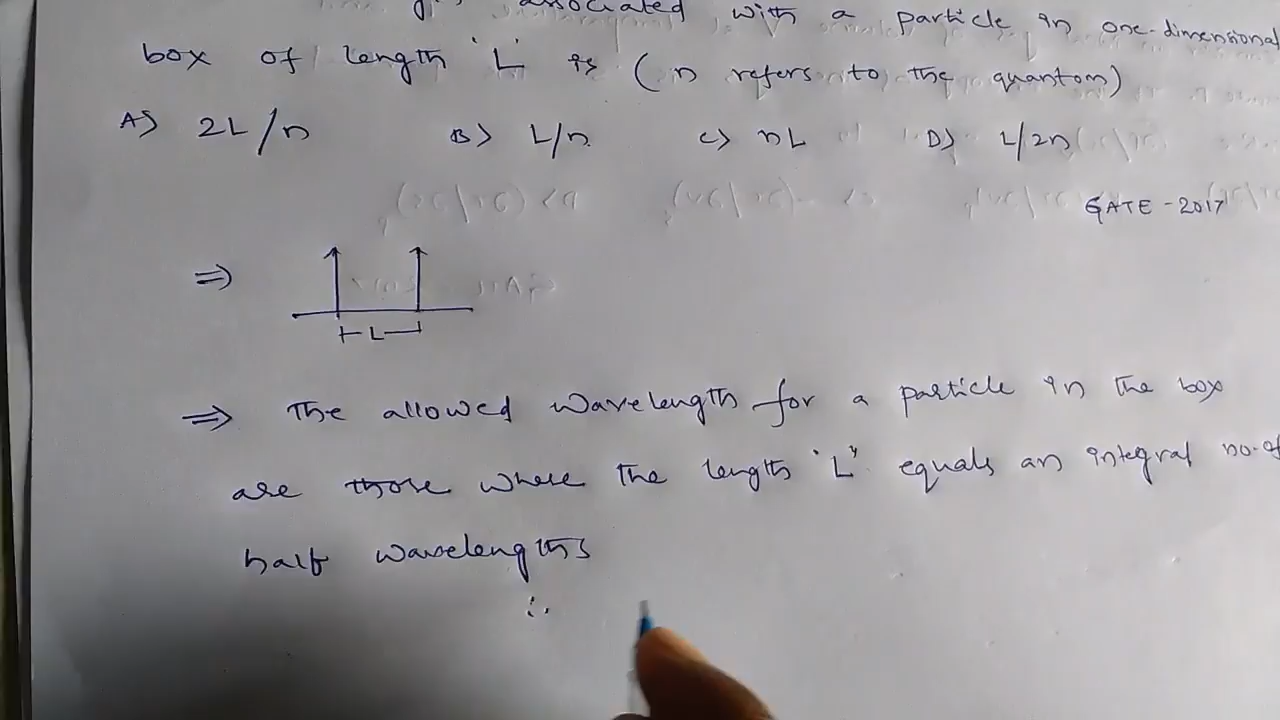 associated with a particle in one-dimensional
box of length 'L' is (n refers to the quantom)
A) 2L/n B) L/n. C) nL D) L/2n
GATE - 2017
⇒
L
⇒ The allowed wavelength for a particle in the box
are those where the length 'L' equals an integral no. of
half wavelengths
∴